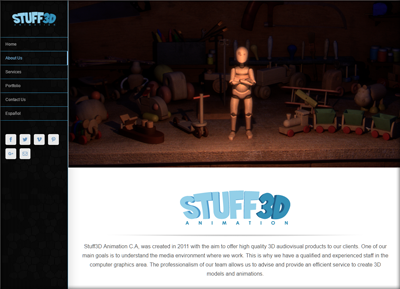 STUFF3D
ANIMATION
Home
About Us
Services
Portfolio
Contact Us
Español
STUFF3D
ANIMATION
Stuff3D Animation C.A, was created in 2011 with the aim to offer high quality 3D audiovisual products to our clients. One of our
main goals is to understand the media environment where we work. This is why we have a qualified and experienced staff in the
computer graphics area. The professionalism of our team allows us to advise and provide an efficient service to create 3D
models and animations.